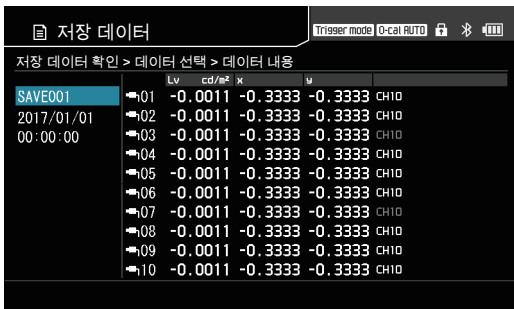 저장 데이터 Trigger mode 0-cal AUTO
저장 데이터 확인 > 데이터 선택 > 데이터 내용
Lv cd/m² x y
SAVE001
2017/01/01
00:00:00
01 -0.0011 -0.3333 -0.3333 CH10
02 -0.0011 -0.3333 -0.3333 CH10
03 -0.0011 -0.3333 -0.3333 CH10
04 -0.0011 -0.3333 -0.3333 CH10
05 -0.0011 -0.3333 -0.3333 CH10
06 -0.0011 -0.3333 -0.3333 CH10
07 -0.0011 -0.3333 -0.3333 CH10
08 -0.0011 -0.3333 -0.3333 CH10
09 -0.0011 -0.3333 -0.3333 CH10
10 -0.0011 -0.3333 -0.3333 CH10